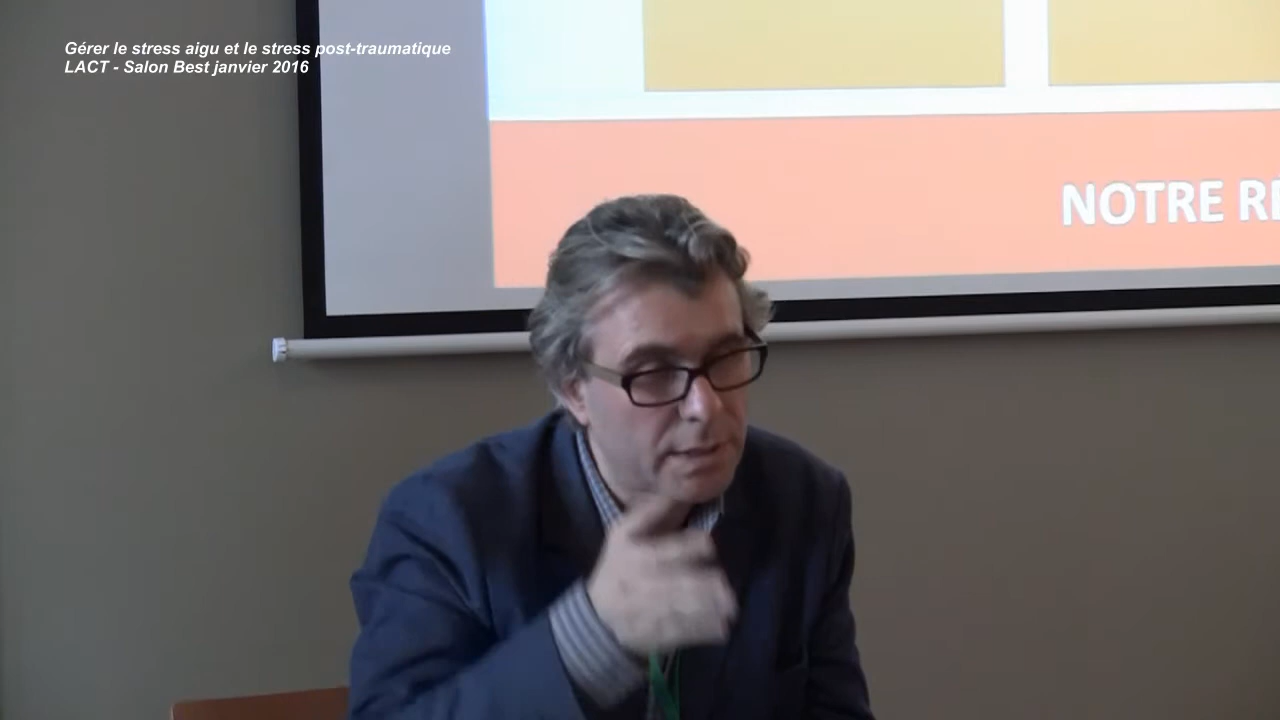 Gérer le stress aigu et le stress post-traumatique
LACT - Salon Best janvier 2016
NOTRE